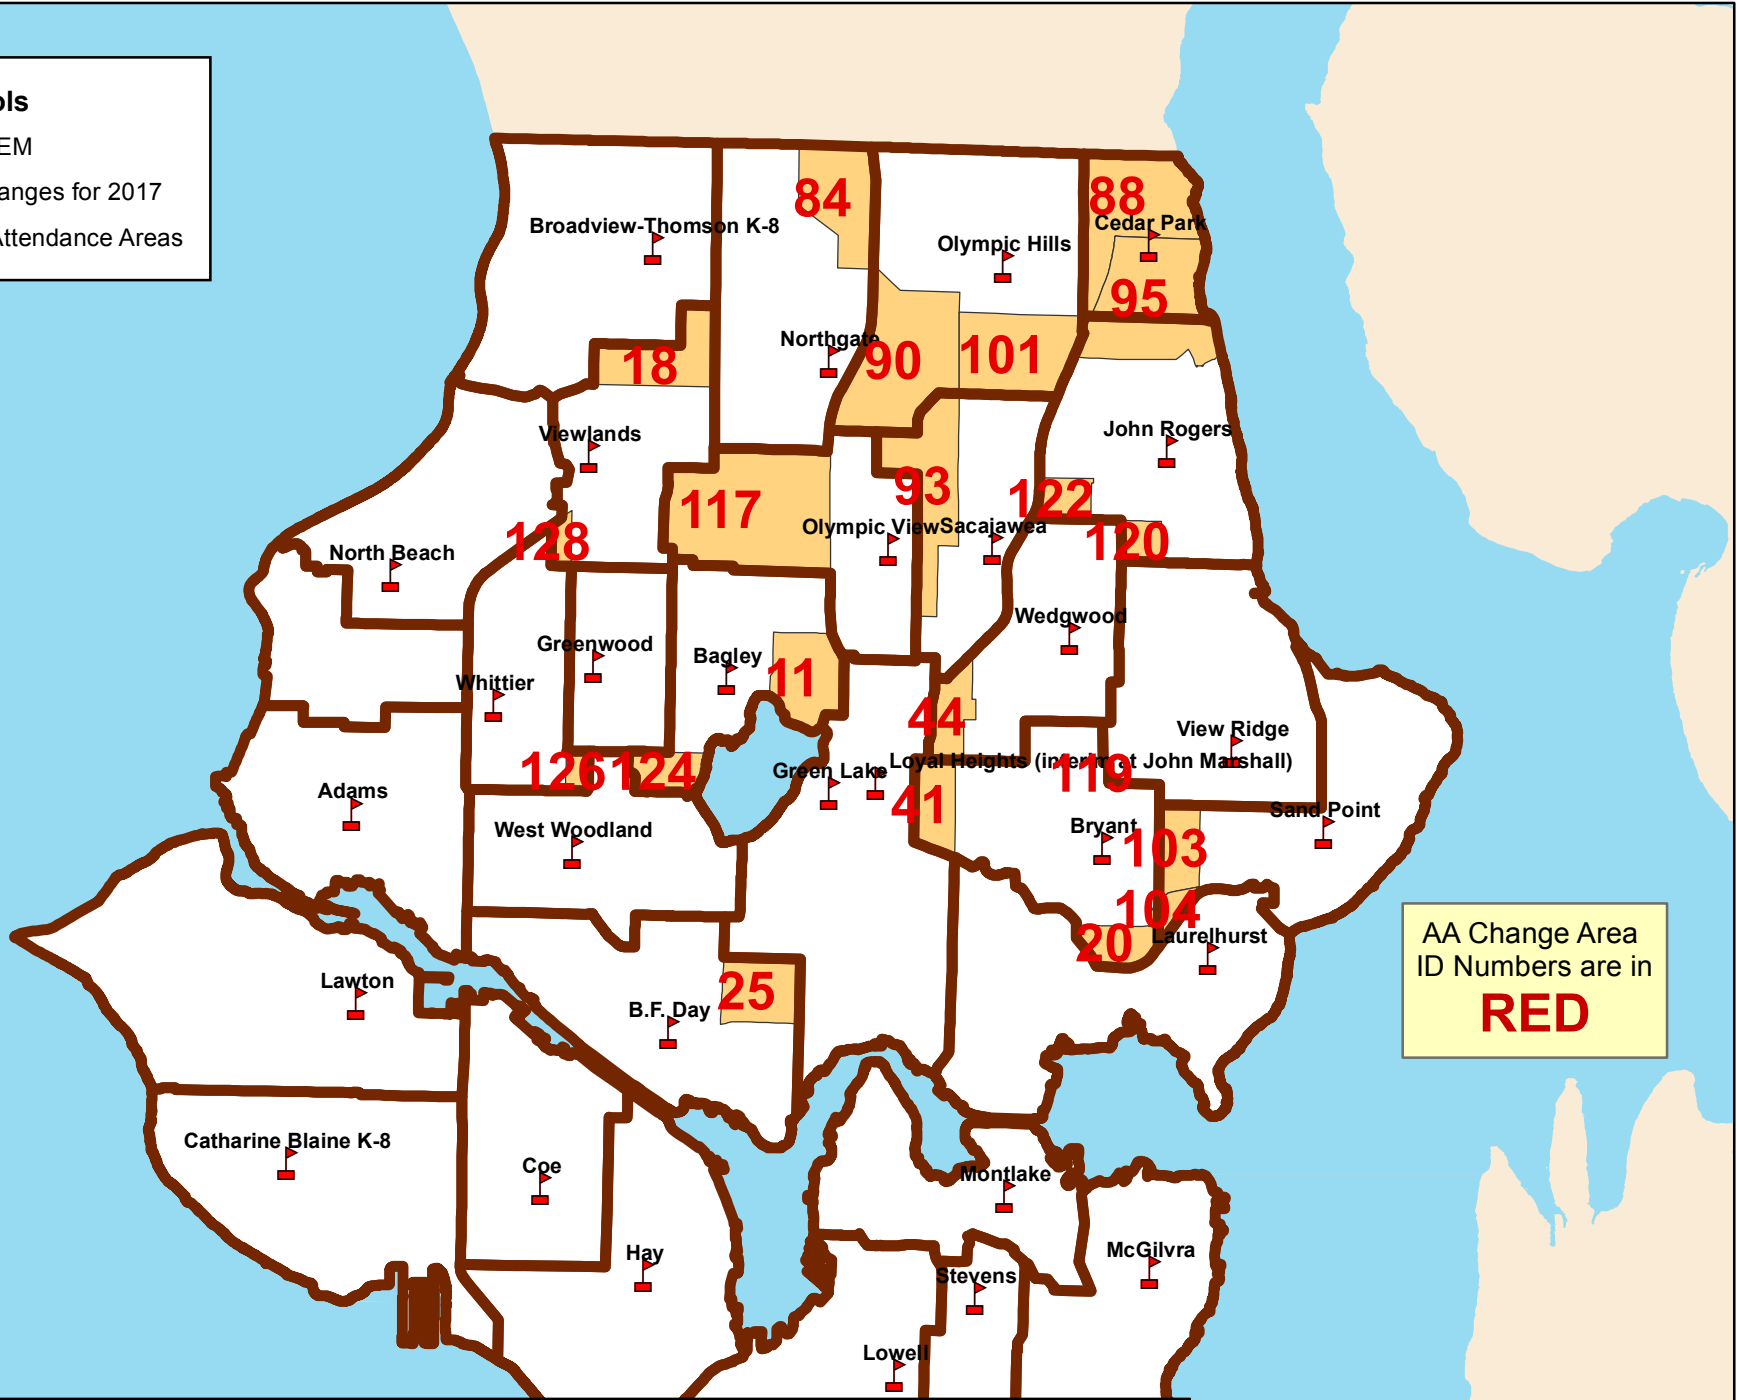 ols
EM
anges for 2017
Attendance Areas
84
88
Cedar Park
Broadview-Thomson K-8
Olympic Hills
95
Northgate
90
101
18
Viewlands
John Rogers
93
122
117
Olympic View
Sacajawea
128
120
North Beach
Wedgwood
Greenwood
Bagley
11
Whittier
44
View Ridge
Loyal Heights (interim at John Marshall)
126
124
Green Lake
119
Adams
41
Sand Point
West Woodland
Bryant
103
104
20
Laurelhurst
AA Change Area
ID Numbers are in
RED
Lawton
25
B.F. Day
Catharine Blaine K-8
Coe
Montlake
Hay
McGilvra
Stevens
Lowell